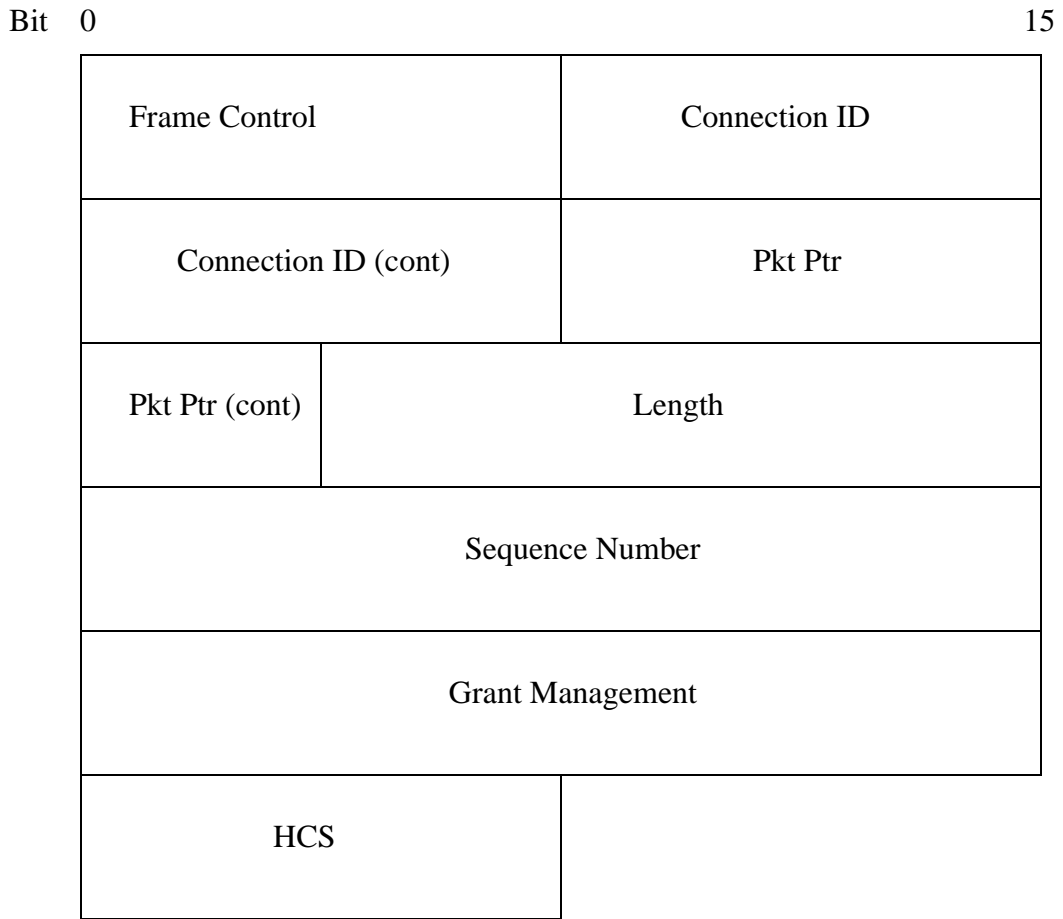 Bit 0 15
Frame Control Connection ID
Connection ID (cont) Pkt Ptr
Pkt Ptr (cont) Length
Sequence Number
Grant Management
HCS